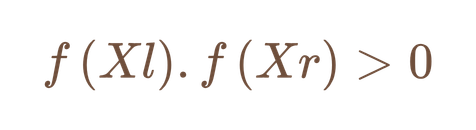 f (Xl). f (Xr) > 0